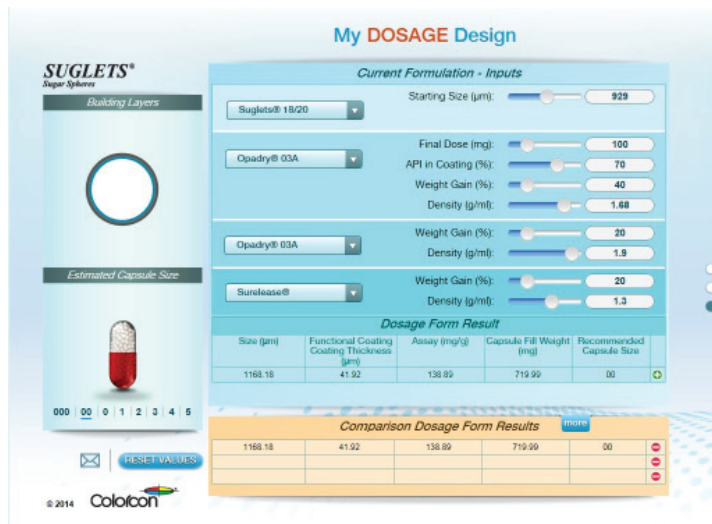 My DOSAGE Design
SUGLETS®
Sugar Spheres
Building Layers
Estimated Capsule Size
000 | 00 | 0 | 1 | 2 | 3 | 4 | 5
RESET VALUES
© 2014 Colorcon
Current Formulation - Inputs
Suglets® 18/20
Starting Size (µm): 929
Opadry® 03A
Final Dose (mg): 100
API in Coating (%): 70
Weight Gain (%): 40
Density (g/ml): 1.68
Opadry® 03A
Weight Gain (%): 20
Density (g/ml): 1.9
Surelease®
Weight Gain (%): 20
Density (g/ml): 1.3
Dosage Form Result
Size (µm) Functional Coating Assay (mg/g) Capsule Fill Weight Recommended
Coating Thickness (mg) Capsule Size
(µm)
1168.18 41.92 138.89 719.99 00
Comparison Dosage Form Results more
1168.18 41.92 138.89 719.99 00